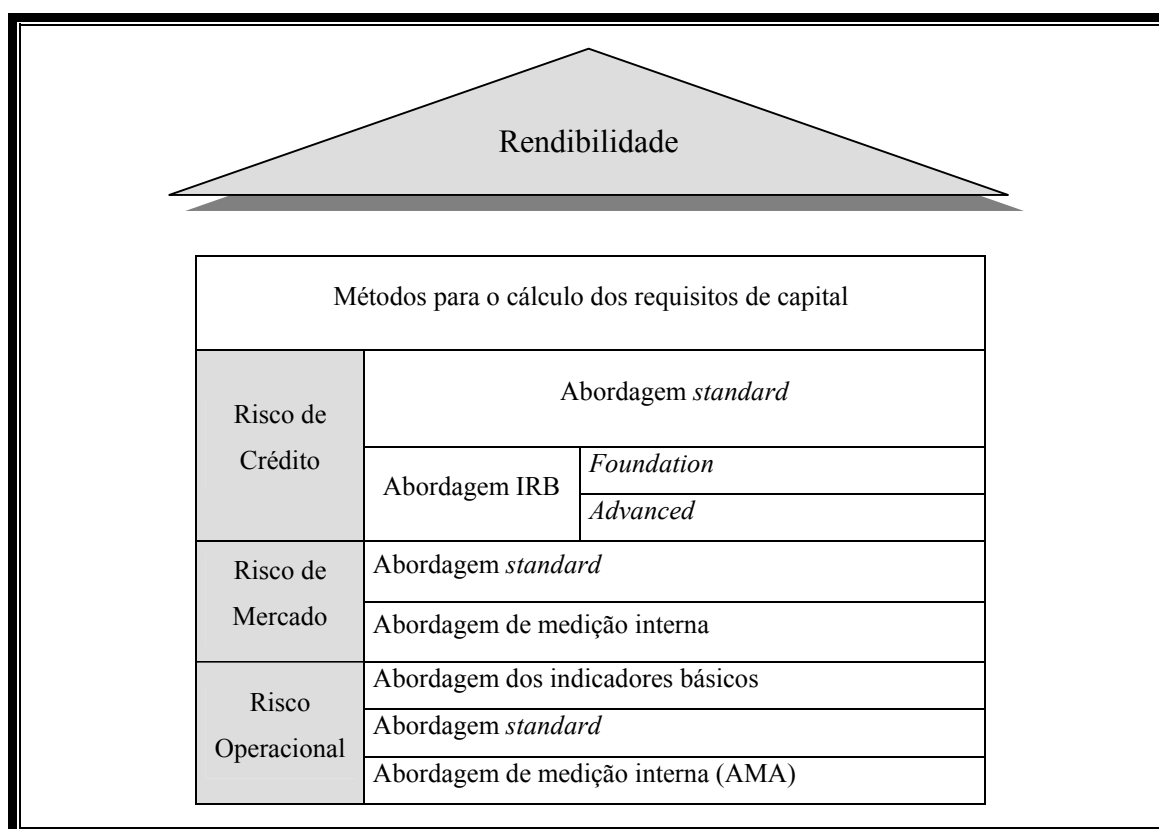 Rendibilidade
Métodos para o cálculo dos requisitos de capital
Risco de
Crédito
Abordagem standard
Abordagem IRB
Foundation
Advanced
Risco de
Mercado
Abordagem standard
Abordagem de medição interna
Risco
Operacional
Abordagem dos indicadores básicos
Abordagem standard
Abordagem de medição interna (AMA)